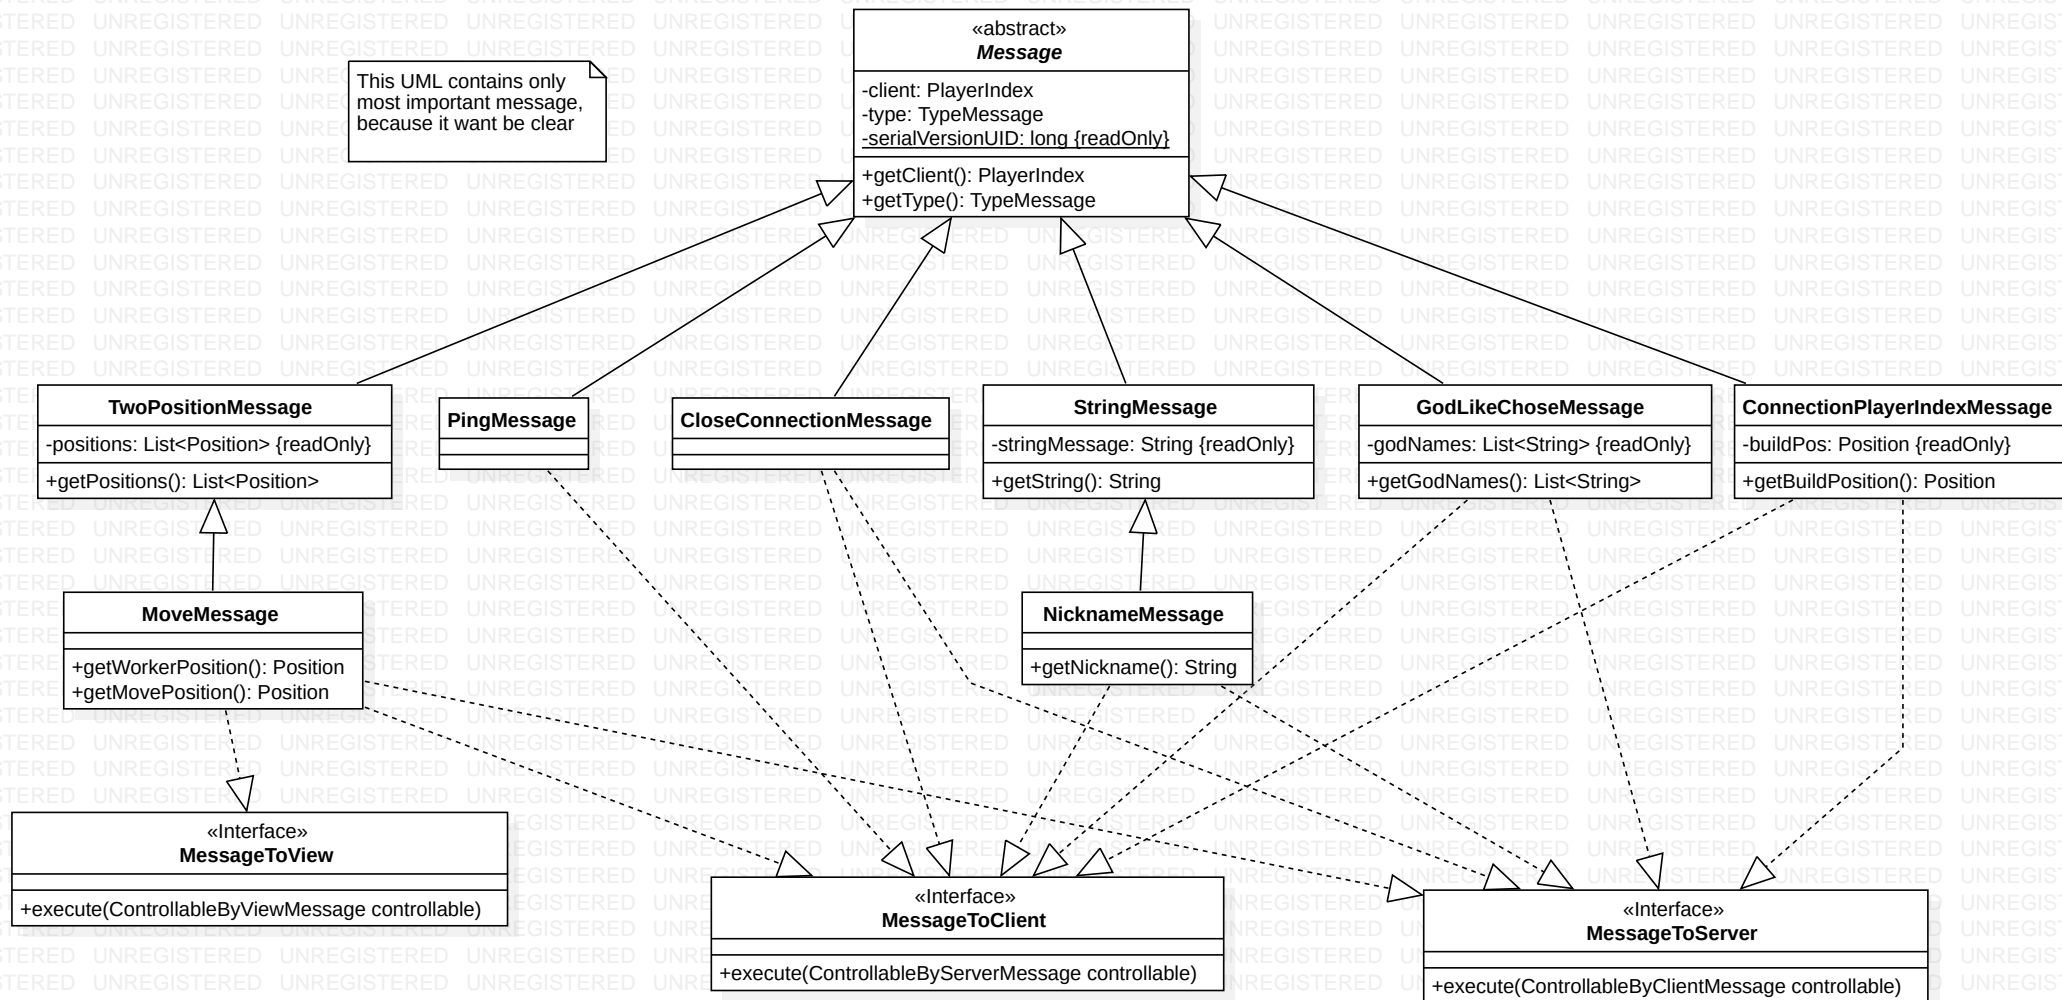 «abstract»
Message
-client: PlayerIndex
-type: TypeMessage
-serialVersionUID: long {readOnly}
+getClient(): PlayerIndex
+getType(): TypeMessage
This UML contains only
most important message,
because it want be clear
TwoPositionMessage
-positions: List<Position> {readOnly}
+getPositions(): List<Position>
PingMessage
CloseConnectionMessage
StringMessage
-stringMessage: String {readOnly}
+getString(): String
GodLikeChoseMessage
-godNames: List<String> {readOnly}
+getGodNames(): List<String>
ConnectionPlayerIndexMessage
-buildPos: Position {readOnly}
+getBuildPosition(): Position
MoveMessage
+getWorkerPosition(): Position
+getMovePosition(): Position
NicknameMessage
+getNickname(): String
«Interface»
MessageToView
+execute(ControllableByViewMessage controllable)
«Interface»
MessageToClient
+execute(ControllableByServerMessage controllable)
«Interface»
MessageToServer
+execute(ControllableByClientMessage controllable)
UNREGISTERED